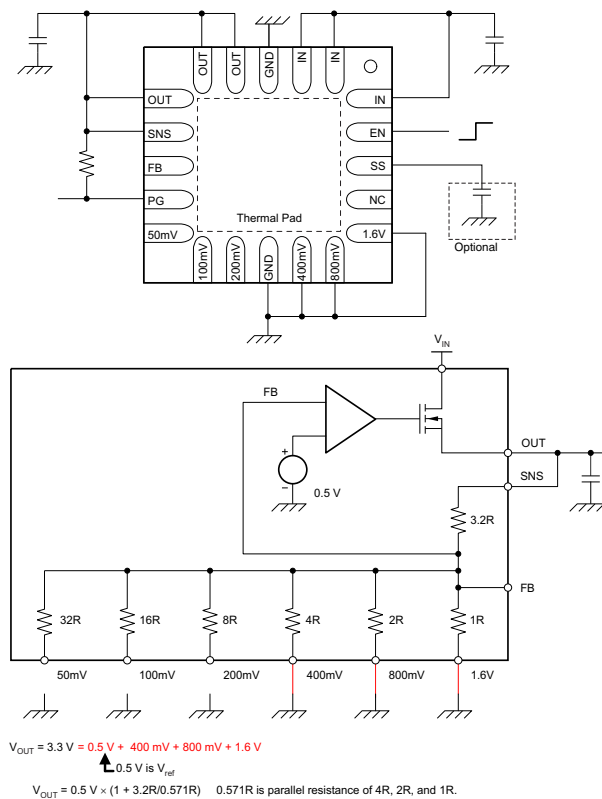 OUT
OUT
GND
IN
IN
OUT
IN
SNS
EN
FB
SS
PG
NC
50mV
1.6V
Thermal Pad
100mV
200mV
GND
400mV
800mV
Optional
VIN
FB
OUT
SNS
+
−
0.5 V
3.2R
FB
32R
16R
8R
4R
2R
1R
50mV
100mV
200mV
400mV
800mV
1.6V
VOUT = 3.3 V = 0.5 V + 400 mV + 800 mV + 1.6 V
0.5 V is Vref
VOUT = 0.5 V × (1 + 3.2R/0.571R) 0.571R is parallel resistance of 4R, 2R, and 1R.